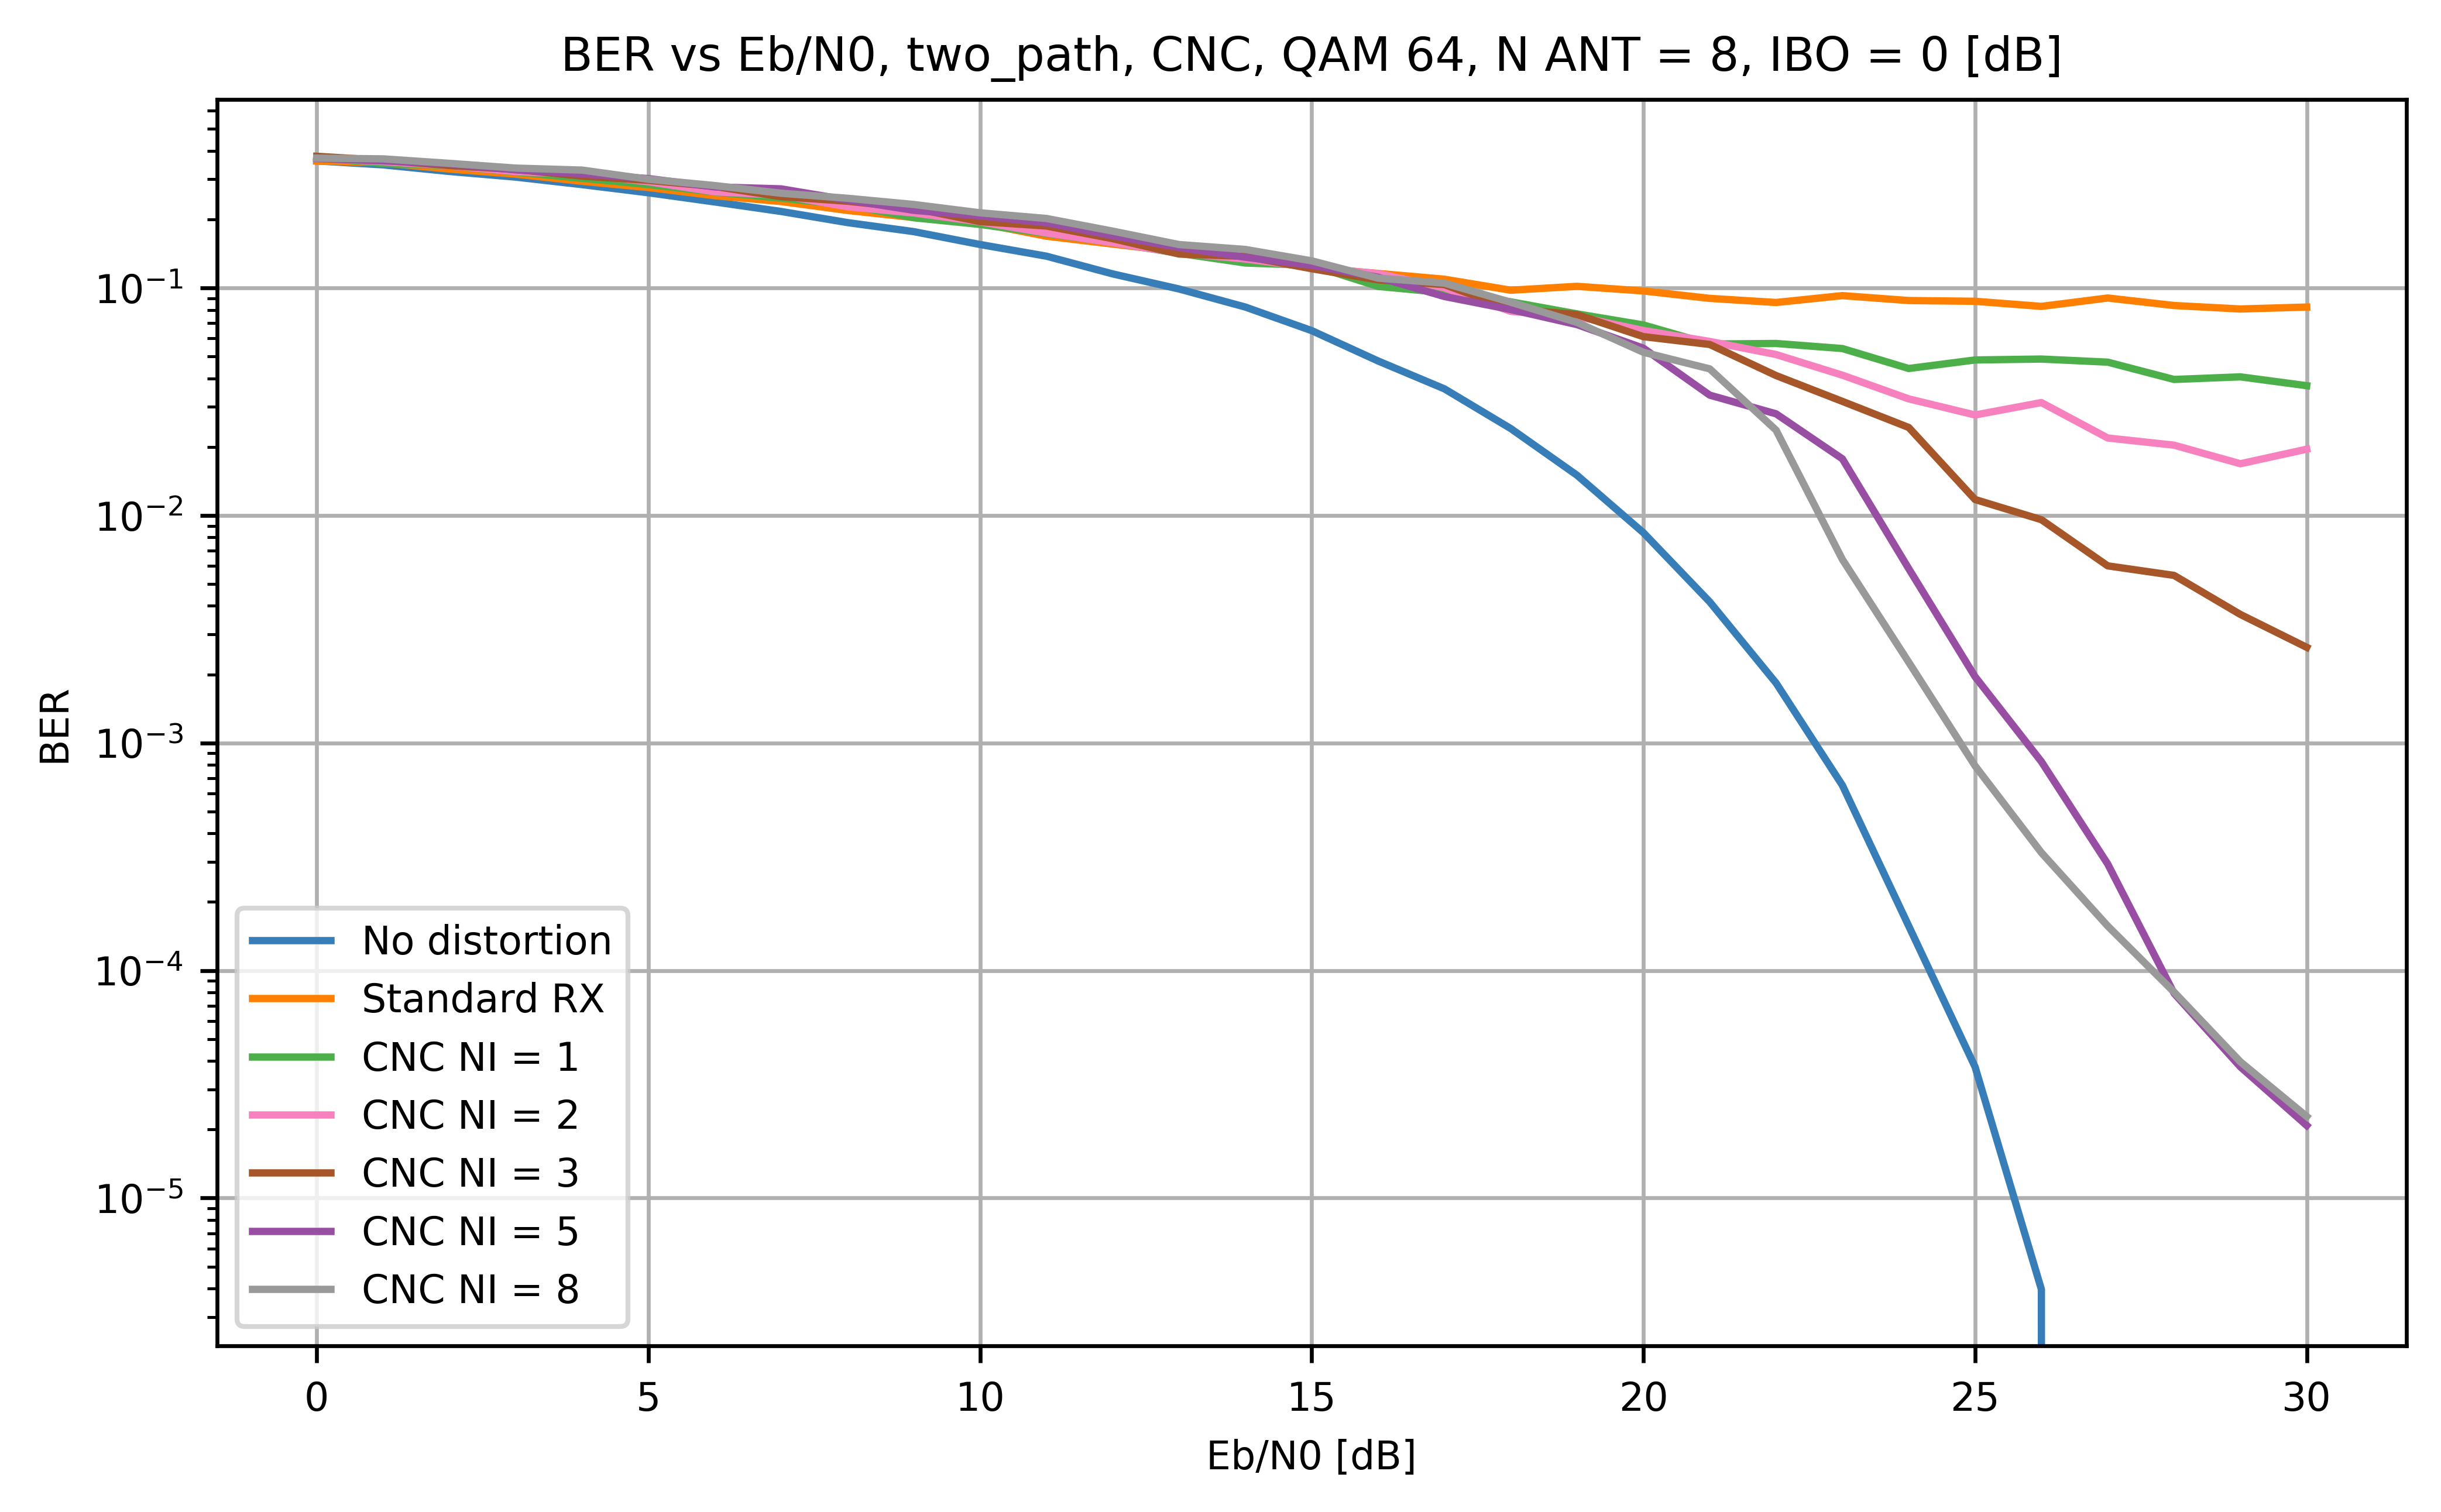 BER vs Eb/N0, two_path, CNC, QAM 64, N ANT = 8, IBO = 0 [dB]
BER
10⁻¹
10⁻²
10⁻³
10⁻⁴
10⁻⁵
No distortion
Standard RX
CNC NI = 1
CNC NI = 2
CNC NI = 3
CNC NI = 5
CNC NI = 8
0 5 10 15 20 25 30
Eb/N0 [dB]